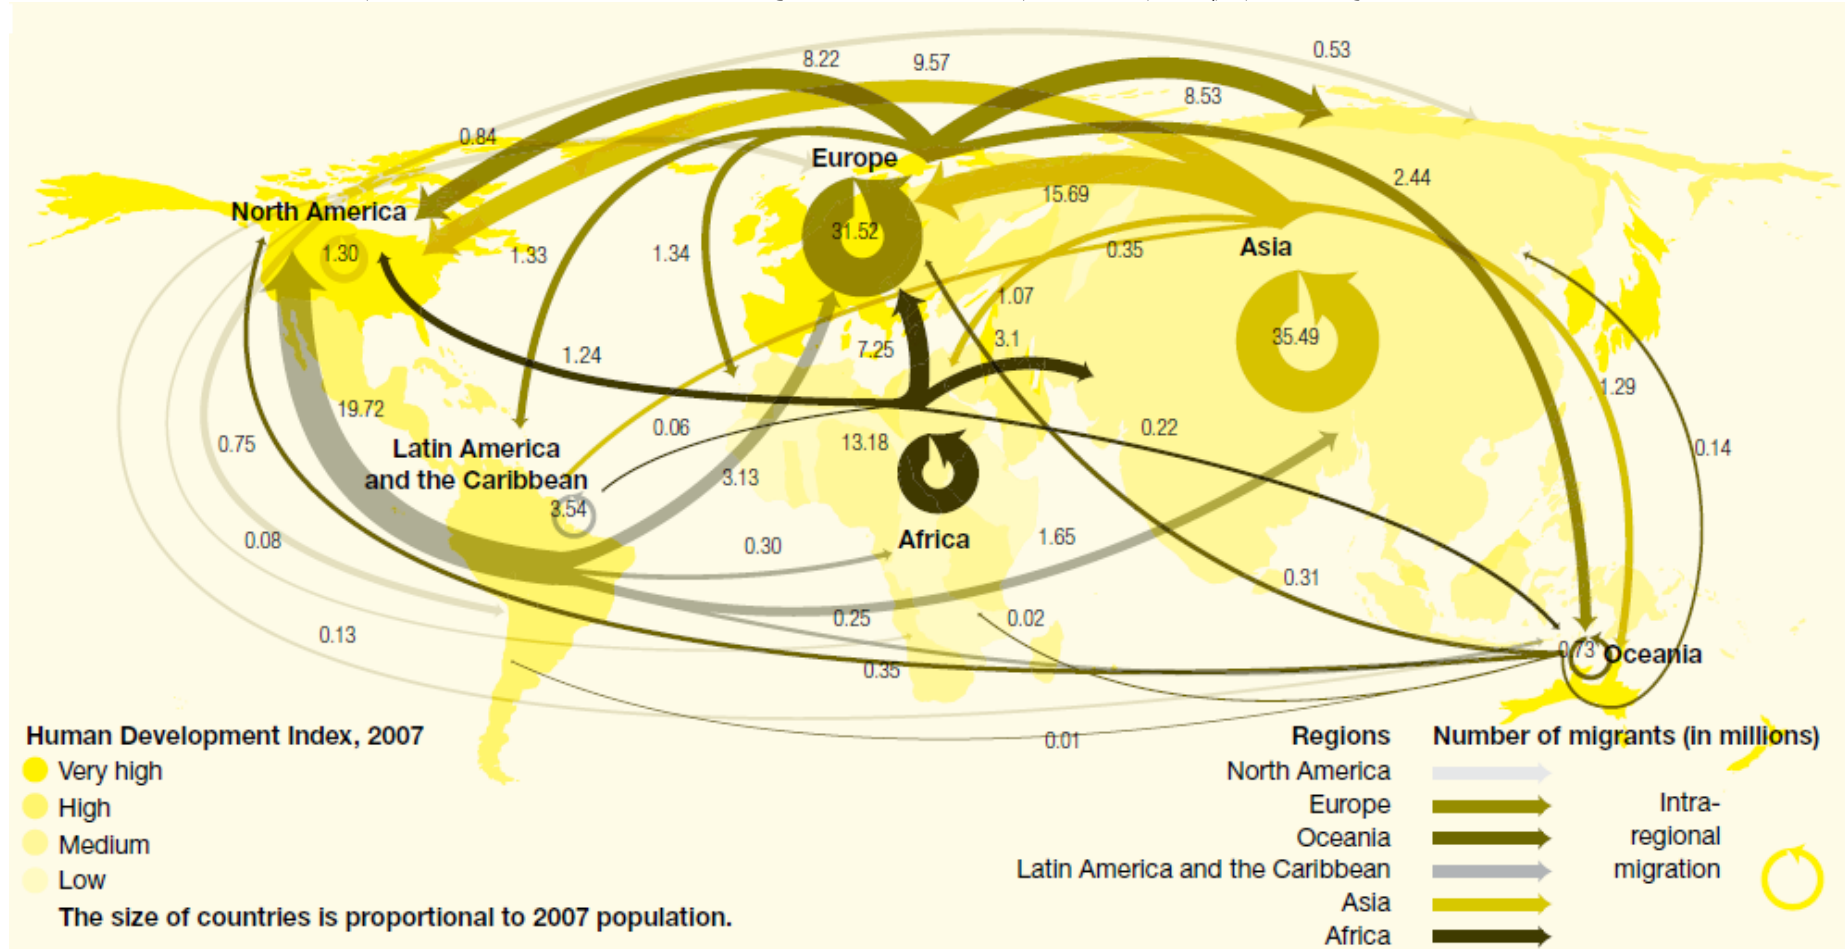 0.53
8.22
9.57
8.53
0.84
Europe
2.44
15.69
North America
31.52
1.30
1.33
1.34
0.35
Asia
1.07
3.1
35.49
7.25
1.24
1.29
19.72
0.06
0.22
0.75
Latin America
and the Caribbean
13.18
0.14
3.13
3.54
0.08
0.30
Africa
1.65
0.31
0.13
0.25
0.02
0.73
Oceania
0.35
0.01
Human Development Index, 2007
Very high
High
Medium
Low
The size of countries is proportional to 2007 population.
Regions
Number of migrants (in millions)
North America
Europe
Oceania
Latin America and the Caribbean
Asia
Africa
Intra-
regional
migration